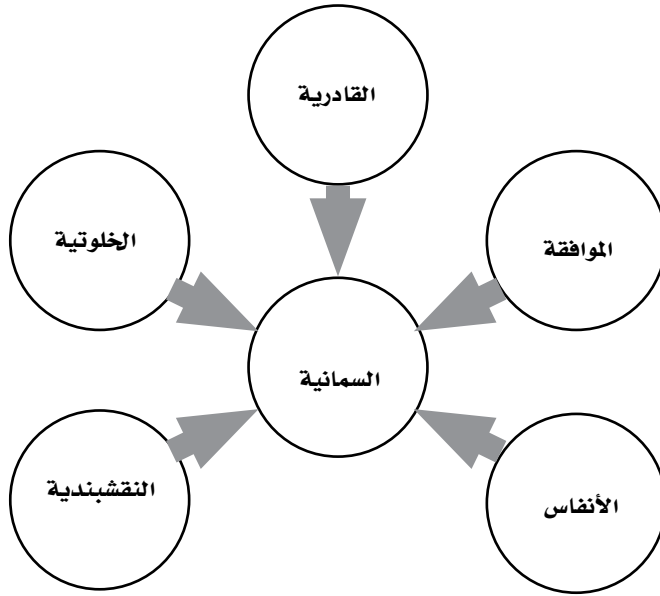 القادرية
الموافقة
الخلوتية
السمانية
الأنفاس
النقشبندية